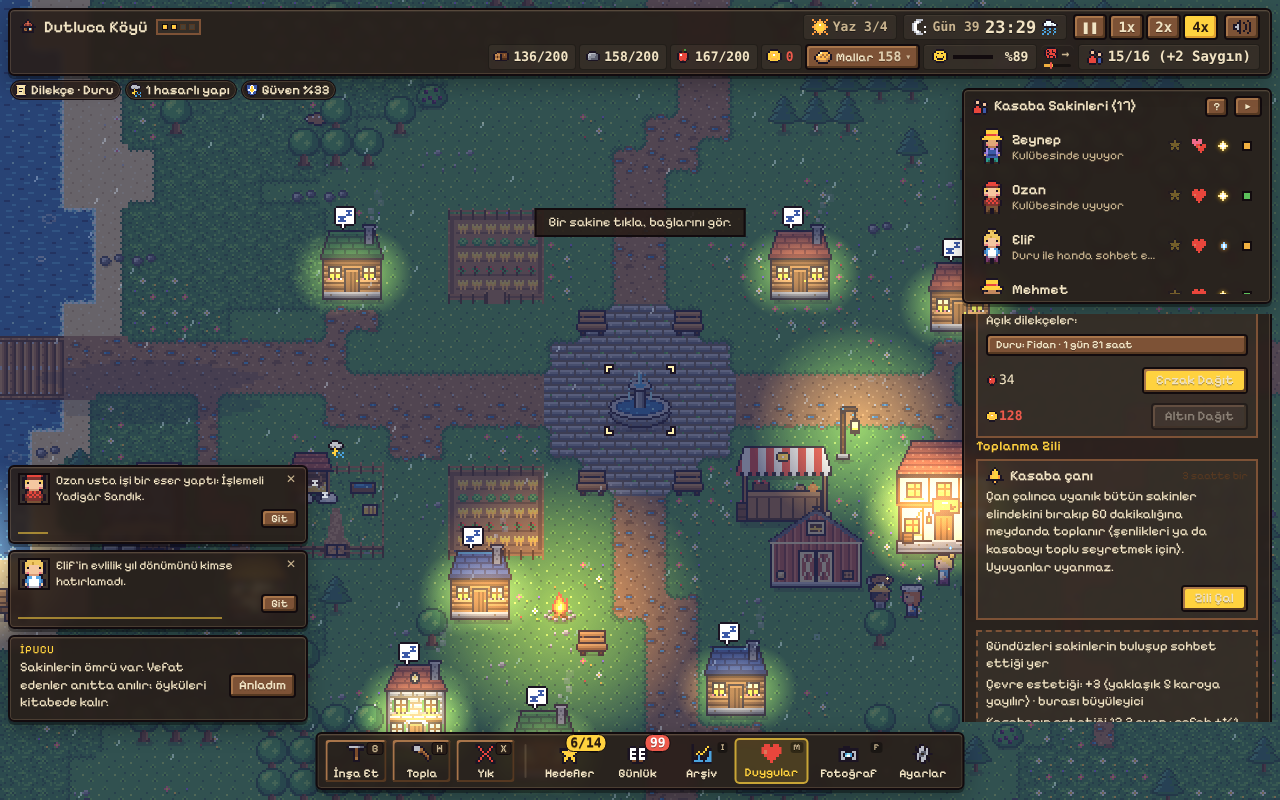 Dutluca Köyü
Yaz 3/4
Gün 39 23:29
1x
2x
4x
136/200
158/200
167/200
0
Mallar 158
%89
15/16 (+2 Saygın)
Dilekçe · Duru
1 hasarlı yapı
Güven %33
Kasaba Sakinleri (17)
?
Zeynep
Kulübesinde uyuyor
Ozan
Kulübesinde uyuyor
Elif
Duru ile handa sohbet e...
Mehmet
Bir sakine tıkla, bağlarını gör.
Açık dilekçeler:
Duru: Fidan · 1 gün 21 saat
34
Erzak Dağıt
128
Altın Dağıt
Toplanma Zili
Kasaba çanı
Çan çalınca uyanık bütün sakinler
elindekini bırakıp 60 dakikalığına
meydanda toplanır (şenlikleri ya da
kasabayı toplu seyretmek için).
Uyuyanlar uyanmaz.
Zili Çal
Gündüzleri sakinlerin buluşup sohbet
ettiği yer
Çevre estetiği: +3 (yaklaşık 8 karoya
yayılır) · burası büyüleyici
Ozan usta işi bir eser yaptı: İşlemeli
Yadigâr Sandık.
Git
Elif'in evlilik yıl dönümünü kimse
hatırlamadı.
Git
İPUCU
Sakinlerin ömrü var. Vefat
edenler anıtta anılır; öyküleri
kitabede kalır.
Anladım
İnşa Et
B
Topla
H
Yık
X
6/14
Hedefler
99
Günlük
Arşiv
I
Duygular
M
Fotoğraf
F
Ayarlar